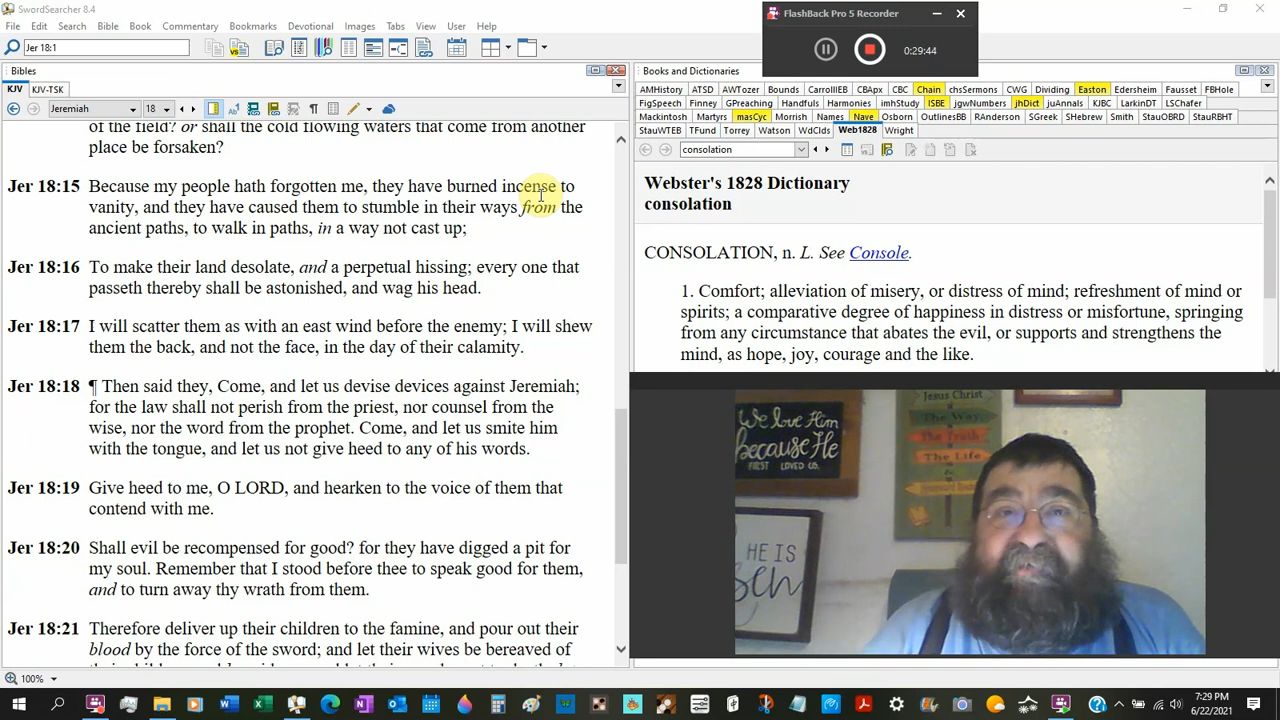 SwordSearcher 8.4
File Edit Search Bible Book Commentary Bookmarks Devotional Images Tabs View User Help
Jer 18:1
FlashBack Pro 5 Recorder
0:29:44
Bibles
KJV KJV-TSK
Jeremiah 18
of the field? or shall the cold flowing waters that come from another
place be forsaken?
Jer 18:15 Because my people hath forgotten me, they have burned incense to
vanity, and they have caused them to stumble in their ways from the
ancient paths, to walk in paths, in a way not cast up;
Jer 18:16 To make their land desolate, and a perpetual hissing; every one that
passeth thereby shall be astonished, and wag his head.
Jer 18:17 I will scatter them as with an east wind before the enemy; I will shew
them the back, and not the face, in the day of their calamity.
Jer 18:18 ¶ Then said they, Come, and let us devise devices against Jeremiah;
for the law shall not perish from the priest, nor counsel from the
wise, nor the word from the prophet. Come, and let us smite him
with the tongue, and let us not give heed to any of his words.
Jer 18:19 Give heed to me, O LORD, and hearken to the voice of them that
contend with me.
Jer 18:20 Shall evil be recompensed for good? for they have digged a pit for
my soul. Remember that I stood before thee to speak good for them,
and to turn away thy wrath from them.
Jer 18:21 Therefore deliver up their children to the famine, and pour out their
blood by the force of the sword; and let their wives be bereaved of
100%
Books and Dictionaries
AMHistory ATSD AWTozer Bounds CarrollEB CBApx CBC Chain chsSermons CWG Dividing Easton Edersheim Fausset FBHole
FigSpeech Finney GPreaching Handfuls Harmonies imhStudy ISBE jgwNumbers jhDict juAnnals KJBC LarkinDT LSChafer
Mackintosh Martyrs masCyc Morrish Names Nave Osborn OutlinesBB RAnderson SGreek SHebrew Smith StauOBRD StauRBHT
StauWTEB TFund Torrey Watson WdClds Web1828 Wright
consolation
Webster's 1828 Dictionary
consolation
CONSOLATION, n. L. See Console.
1. Comfort; alleviation of misery, or distress of mind; refreshment of mind or
spirits; a comparative degree of happiness in distress or misfortune, springing
from any circumstance that abates the evil, or supports and strengthens the
mind, as hope, joy, courage and the like.
We love Him
because He
FIRST LOVED US.
Jesus Christ
The Way
The Truth
The Life
HE IS
7:29 PM
6/22/2021